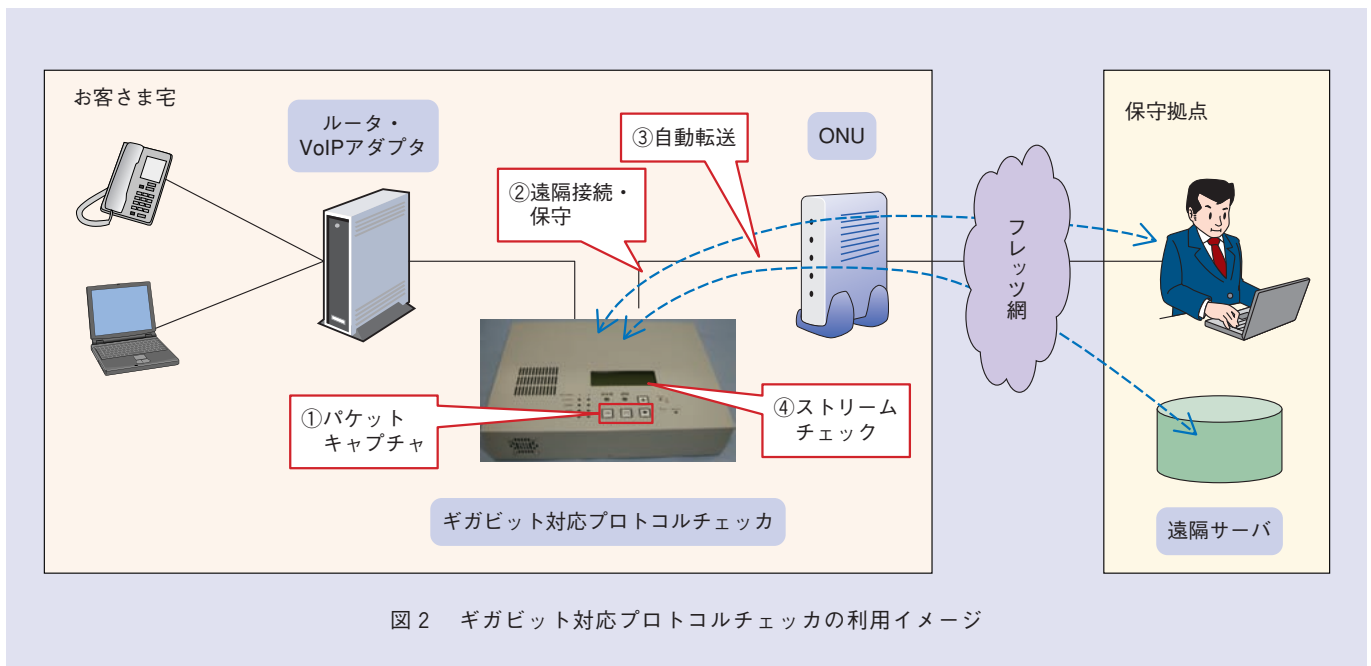 お客さま宅
ルータ・
VoIPアダプタ
③自動転送
ONU
②遠隔接続・
保守
①パケット
キャプチャ
④ストリーム
チェック
ギガビット対応プロトコルチェッカ
フレッツ網
保守拠点
遠隔サーバ
図2 ギガビット対応プロトコルチェッカの利用イメージ